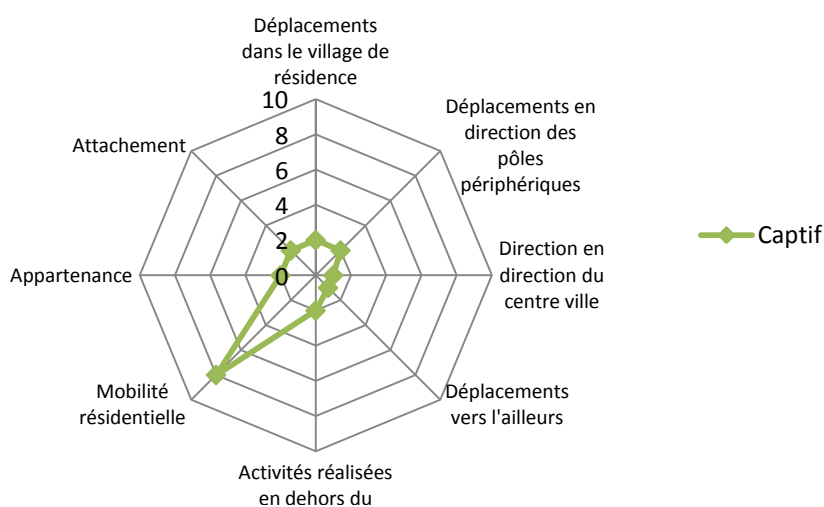 Déplacements
dans le village de
résidence
Déplacements en
direction des
pôles
périphériques
Direction en
direction du
centre ville
Déplacements
vers l'ailleurs
Activités réalisées
en dehors du
Mobilité
résidentielle
Appartenance
Attachement
10
8
6
4
2
0
Captif